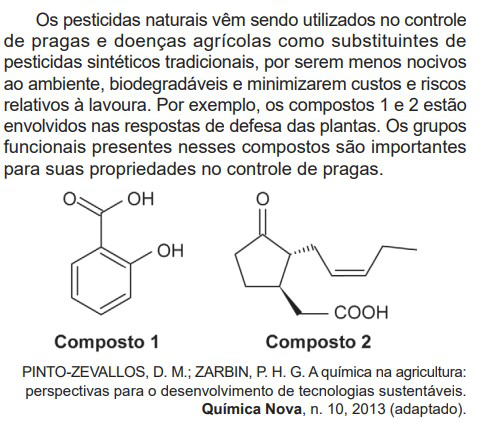 Os pesticidas naturais vêm sendo utilizados no controle
de pragas e doenças agrícolas como substituintes de
pesticidas sintéticos tradicionais, por serem menos nocivos
ao ambiente, biodegradáveis e minimizarem custos e riscos
relativos à lavoura. Por exemplo, os compostos 1 e 2 estão
envolvidos nas respostas de defesa das plantas. Os grupos
funcionais presentes nesses compostos são importantes
para suas propriedades no controle de pragas.
O OH O
OH
COOH
Composto 1 Composto 2
PINTO-ZEVALLOS, D. M.; ZARBIN, P. H. G. A química na agricultura:
perspectivas para o desenvolvimento de tecnologias sustentáveis.
Química Nova, n. 10, 2013 (adaptado).